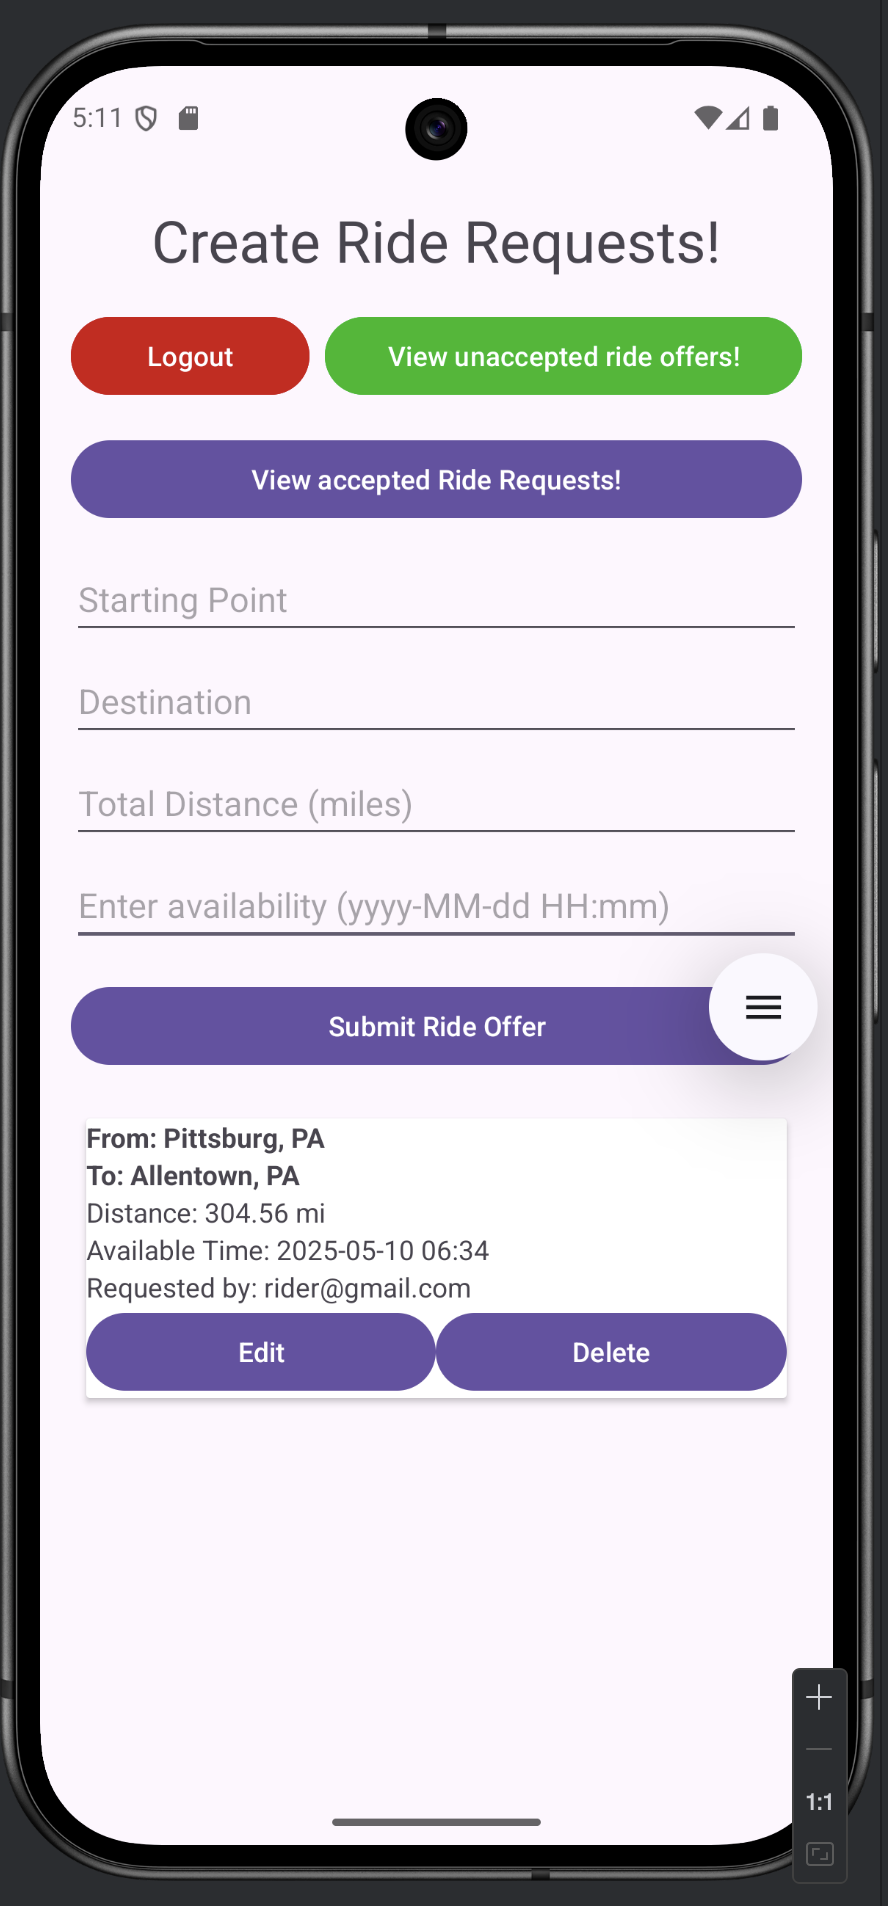 5:11
Create Ride Requests!
Logout
View unaccepted ride offers!
View accepted Ride Requests!
Starting Point
Destination
Total Distance (miles)
Enter availability (yyyy-MM-dd HH:mm)
Submit Ride Offer
From: Pittsburg, PA
To: Allentown, PA
Distance: 304.56 mi
Available Time: 2025-05-10 06:34
Requested by: rider@gmail.com
Edit
Delete
1:1